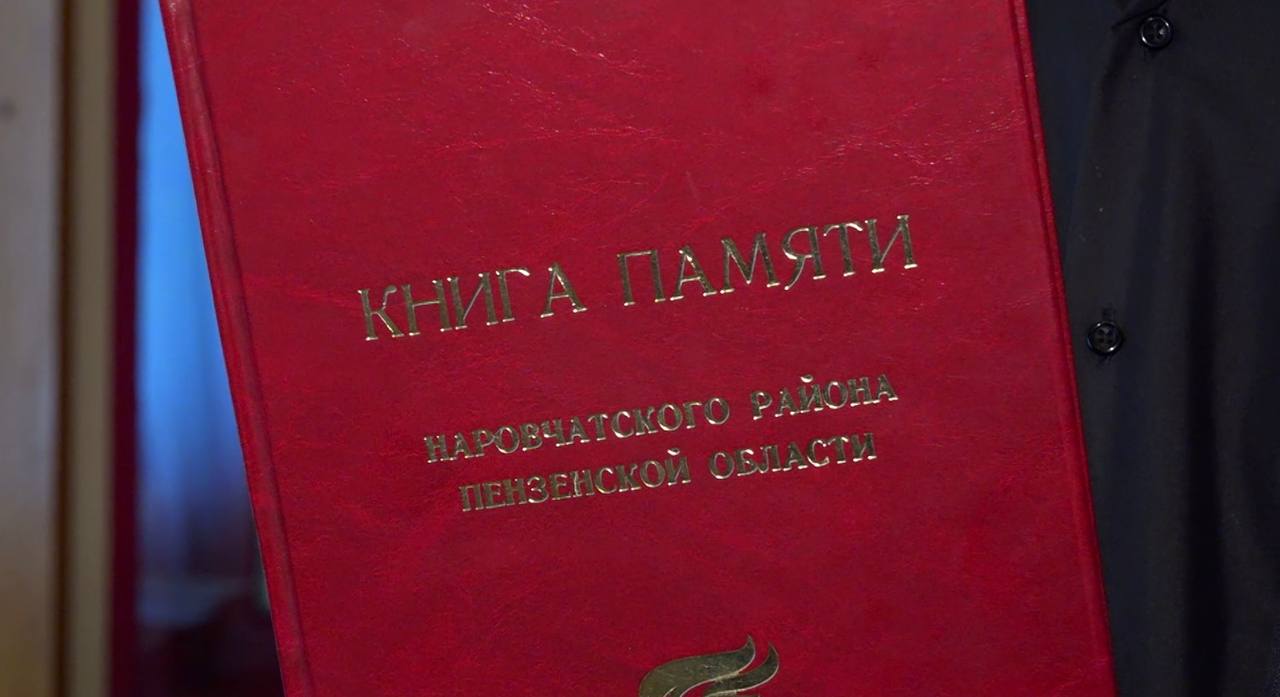 КНИГА ПАМЯТИ
НАРОВЧАТСКОГО РАЙОНА
ПЕНЗЕНСКОЙ ОБЛАСТИ